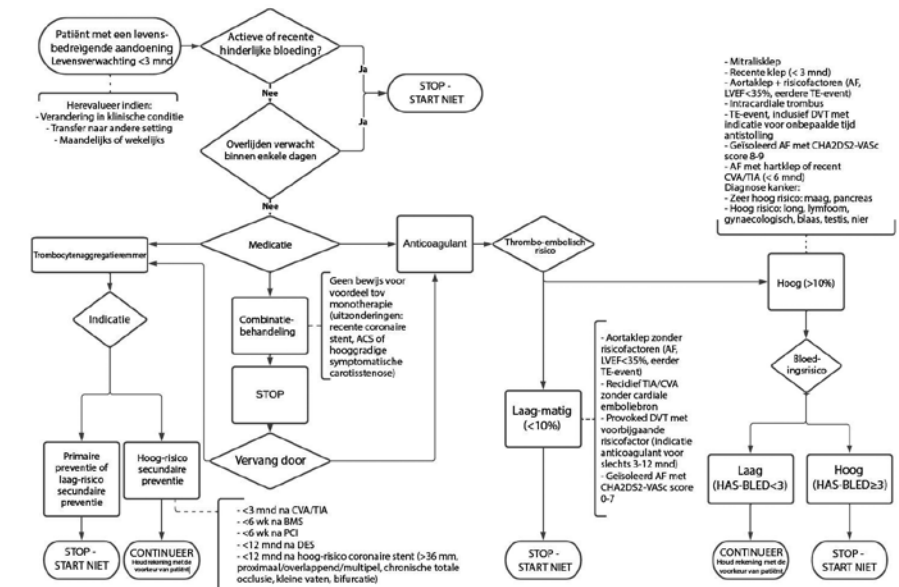 Patiënt met een levens-
bedreigende aandoening
Levensverwachting <3 mnd
Actieve of recente
hinderlijke bloeding?
Ja
STOP -
START NIET
Ja
Nee
Herevalueer indien:
- Verandering in klinische conditie
- Transfer naar andere setting
- Maandelijks of wekelijks
Overlijden verwacht
binnen enkele dagen
Nee
- Mitralisklep
- Recente klep (< 3 mnd)
- Aortaklep + risicofactoren (AF,
LVEF<35%, eerdere TE-event)
- Intracardiale trombus
- TE-event, inclusief DVT met
indicatie voor onbepaalde tijd
antistolling
- Geïsoleerd AF met CHA2DS2-VASc
score 8-9
- AF met hartklep of recent
CVA/TIA (< 6 mnd)
Diagnose kanker:
- Zeer hoog risico: maag, pancreas
- Hoog risico: long, lymfoom,
gynaecologisch, blaas, testis, nier
Trombocytenaggregatieremmer
Medicatie
Anticoagulant
Thrombo-embolisch
risico
Hoog (>10%)
Indicatie
Combinatie-
behandeling
Geen bewijs voor
voordeel tov
monotherapie
(uitzonderingen:
recente coronaire
stent, ACS of
hooggradige
symptomatische
carotisstenose)
STOP
Vervang door
Laag-matig
(<10%)
- Aortaklep zonder
risicofactoren (AF,
LVEF<35%, eerder
TE-event)
- Recidief TIA/CVA
zonder cardiale
emboliebron
- Provoked DVT met
voorbijgaande
risicofactor (indicatie
anticoagulant voor
slechts 3-12 mnd)
- Geïsoleerd AF met
CHA2DS2-VASc score
0-7
Bloed-
ingsrisico
Primaire
preventie of
laag-risico
secundaire
preventie
Hoog-risico
secundaire
preventie
Laag
(HAS-BLED<3)
Hoog
(HAS-BLED≥3)
- <3 mnd na CVA/TIA
- <6 wk na BMS
- <6 wk na PCI
- <12 mnd na DES
- <12 mnd na hoog-risico coronaire stent (>36 mm,
proximaal/overlappend/multipel, chronische totale
occlusie, kleine vaten, bifurcatie)
STOP -
START NIET
CONTINUEER
Houd rekening met de
voorkeur van patiënt
STOP -
START NIET
CONTINUEER
Houd rekening met de
voorkeur van patiënt
STOP -
START NIET